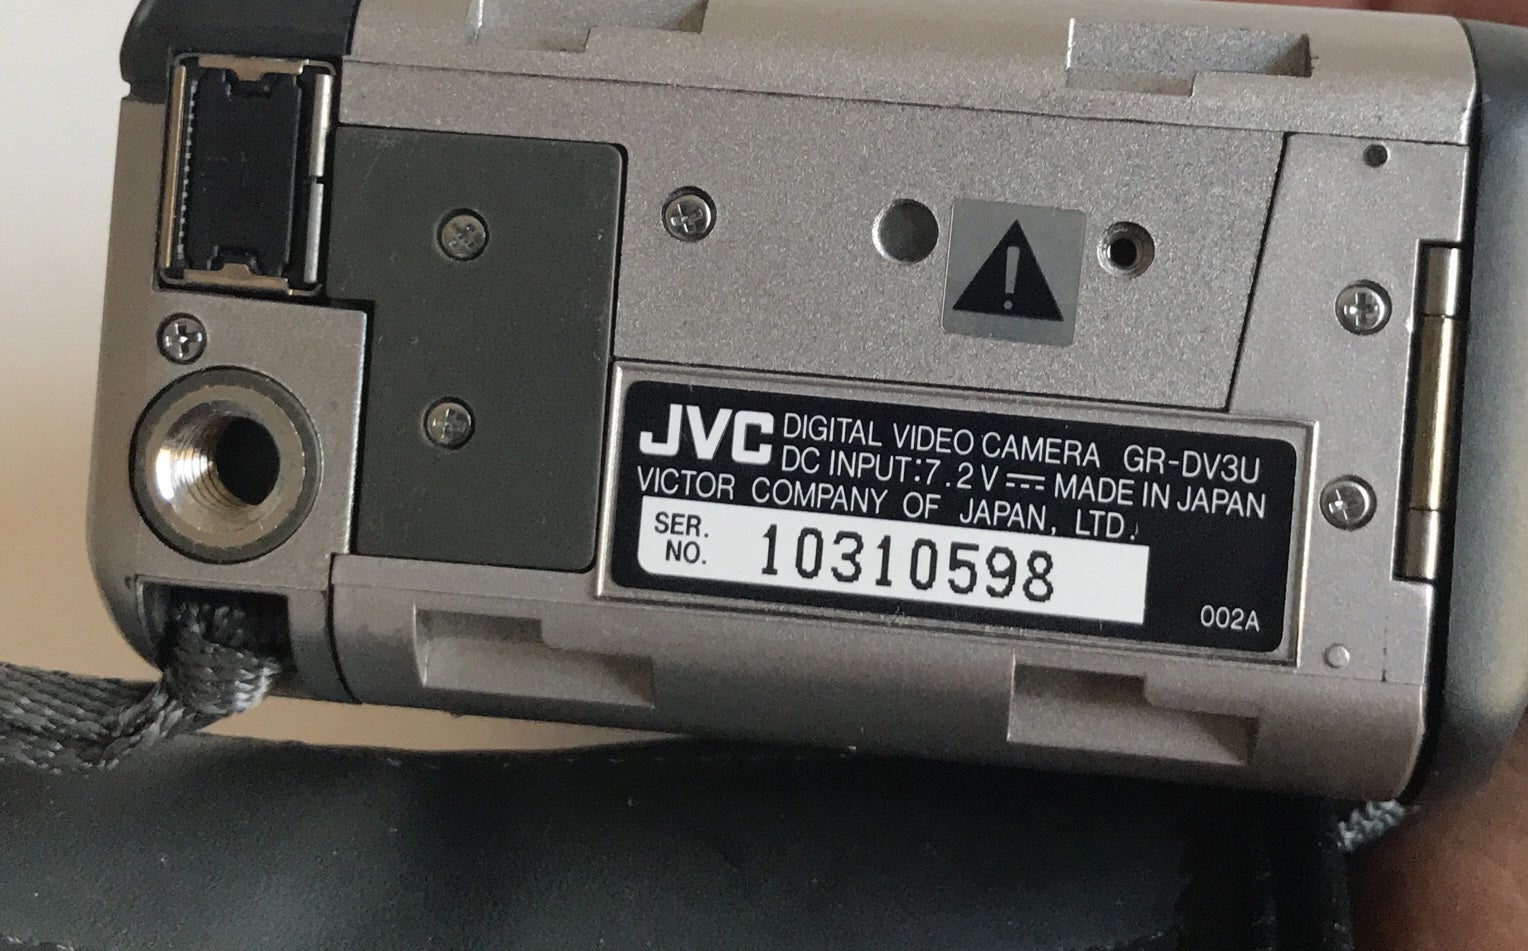 JVC DIGITAL VIDEO CAMERA GR-DV3U
DC INPUT:7.2V⎓ MADE IN JAPAN
VICTOR COMPANY OF JAPAN, LTD.
SER. NO. 10310598
002A